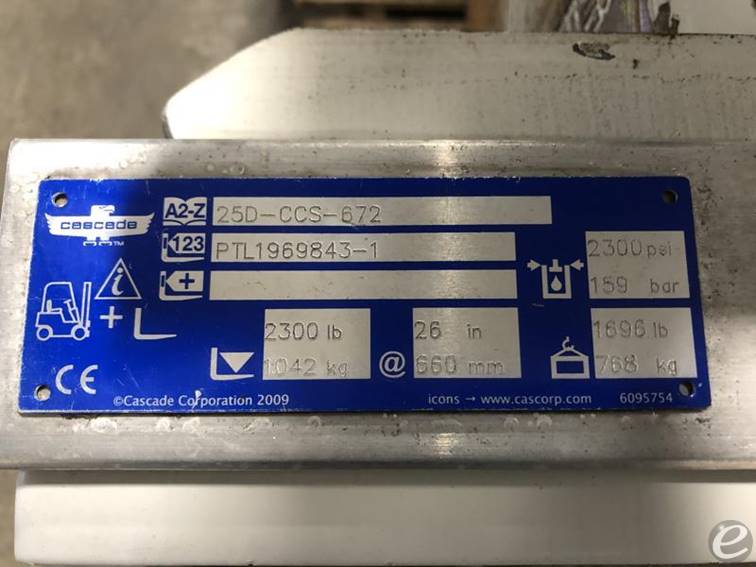 cascade
TM
A2-Z 25D-CCS-672
123 PTL1969843-1
2300 psi
159 bar
2300 lb
1042 kg
@
26 in
660 mm
1696 lb
768 kg
CE
©Cascade Corporation 2009 icons → www.cascorp.com 6095754
e